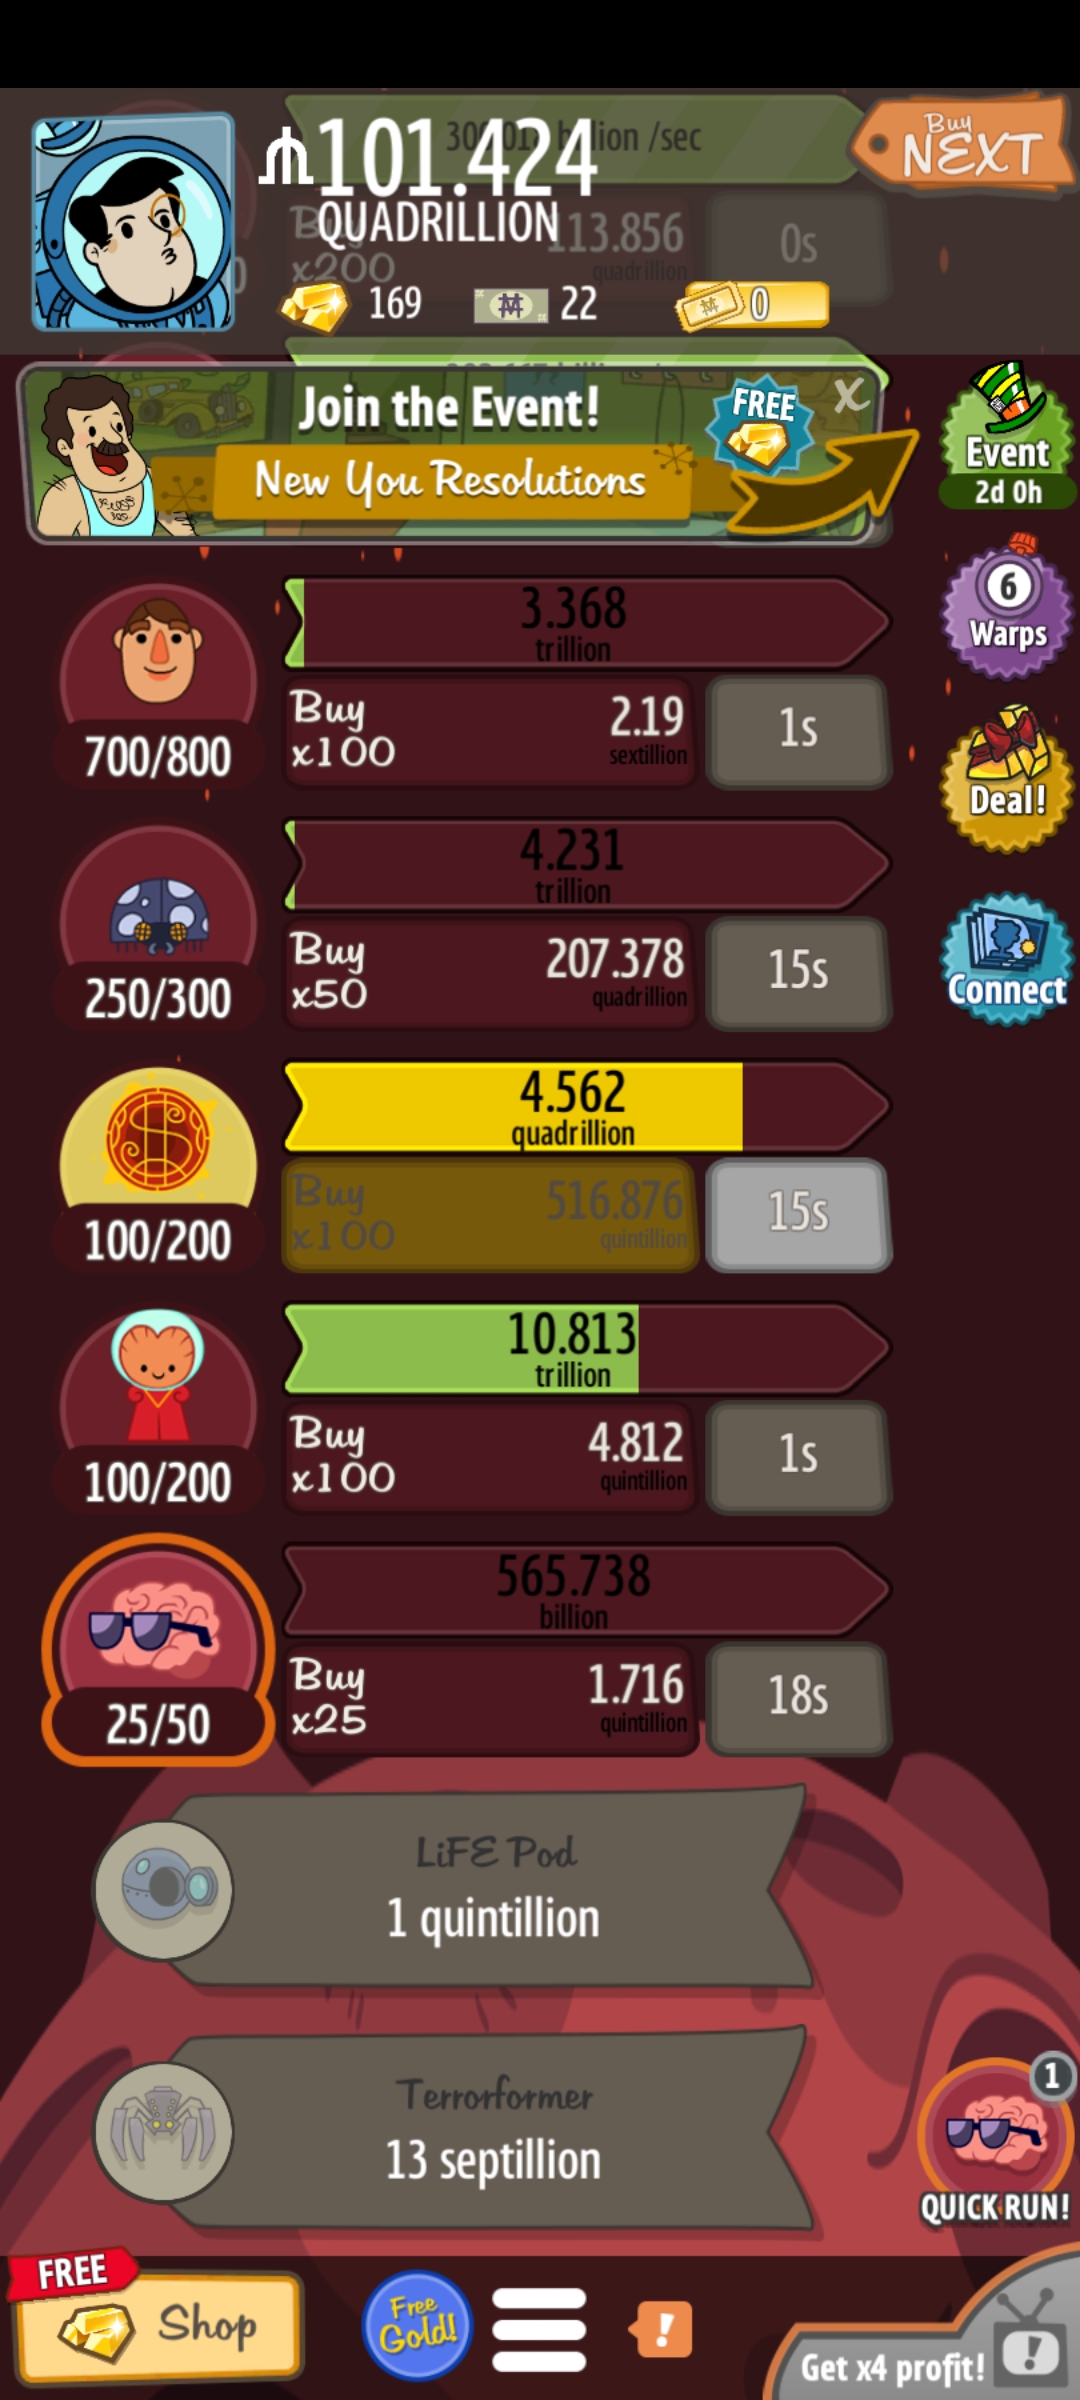 /sec
101.424
QUADRILLION
Buy
NEXT
x200
113.856
quadrillion
0s
169
22
0
Join the Event!
FREE
X
New You Resolutions
Event
2d 0h
3.368
trillion
6
Warps
700/800
Buy
x100
2.19
sextillion
1s
Deal!
4.231
trillion
250/300
Buy
x50
207.378
quadrillion
15s
Connect
4.562
quadrillion
100/200
Buy
x100
516.876
quintillion
15s
10.813
trillion
100/200
Buy
x100
4.812
quintillion
1s
565.738
billion
25/50
Buy
x25
1.716
quintillion
18s
LiFE Pod
1 quintillion
Terrorformer
13 septillion
1
QUICK RUN!
FREE
Shop
Free
Gold!
!
Get x4 profit!
!